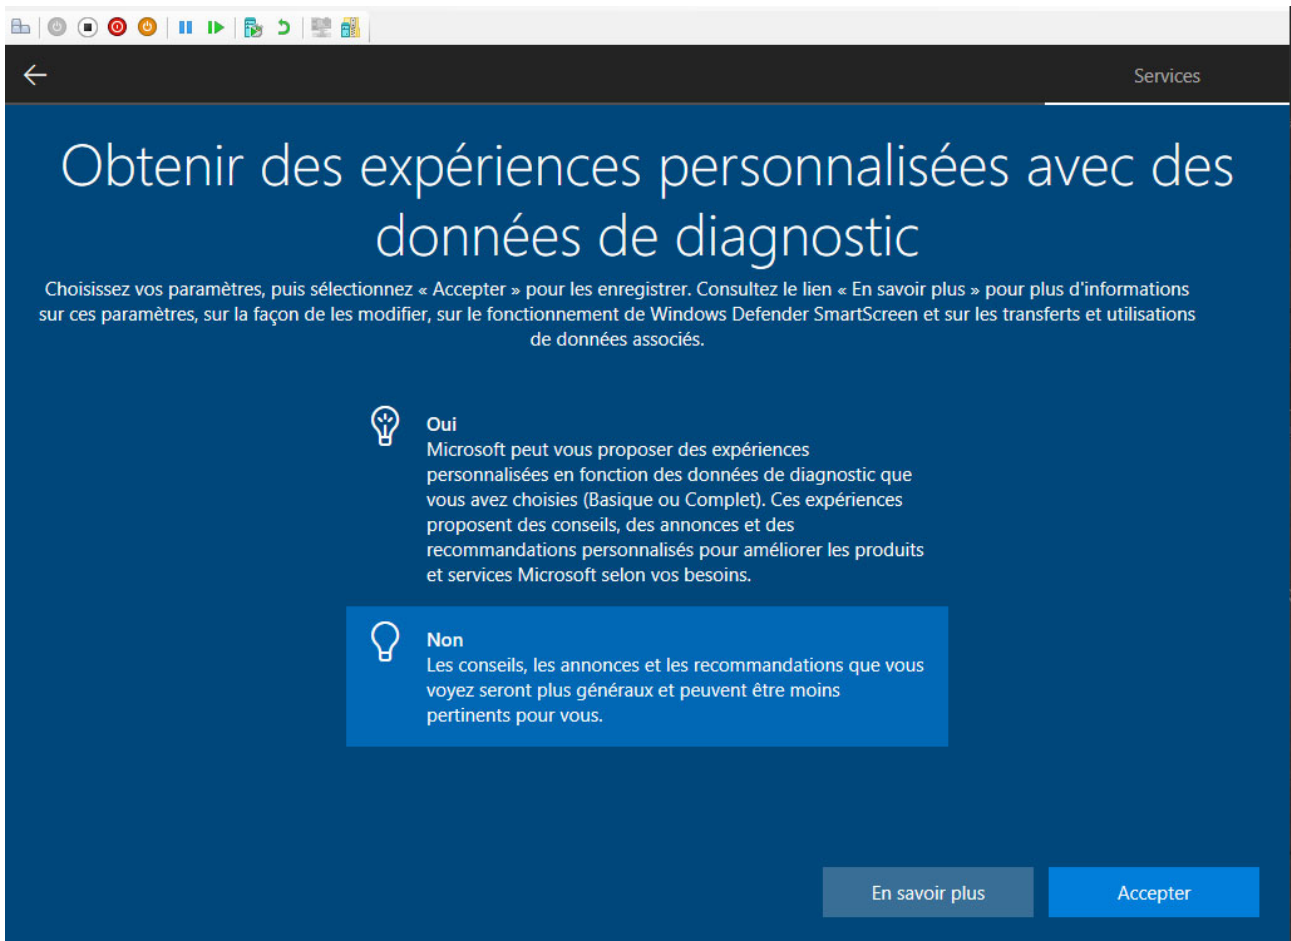 Services
Obtenir des expériences personnalisées avec des
données de diagnostic
Choisissez vos paramètres, puis sélectionnez « Accepter » pour les enregistrer. Consultez le lien « En savoir plus » pour plus d'informations
sur ces paramètres, sur la façon de les modifier, sur le fonctionnement de Windows Defender SmartScreen et sur les transferts et utilisations
de données associés.
Oui
Microsoft peut vous proposer des expériences
personnalisées en fonction des données de diagnostic que
vous avez choisies (Basique ou Complet). Ces expériences
proposent des conseils, des annonces et des
recommandations personnalisés pour améliorer les produits
et services Microsoft selon vos besoins.
Non
Les conseils, les annonces et les recommandations que vous
voyez seront plus généraux et peuvent être moins
pertinents pour vous.
En savoir plus
Accepter